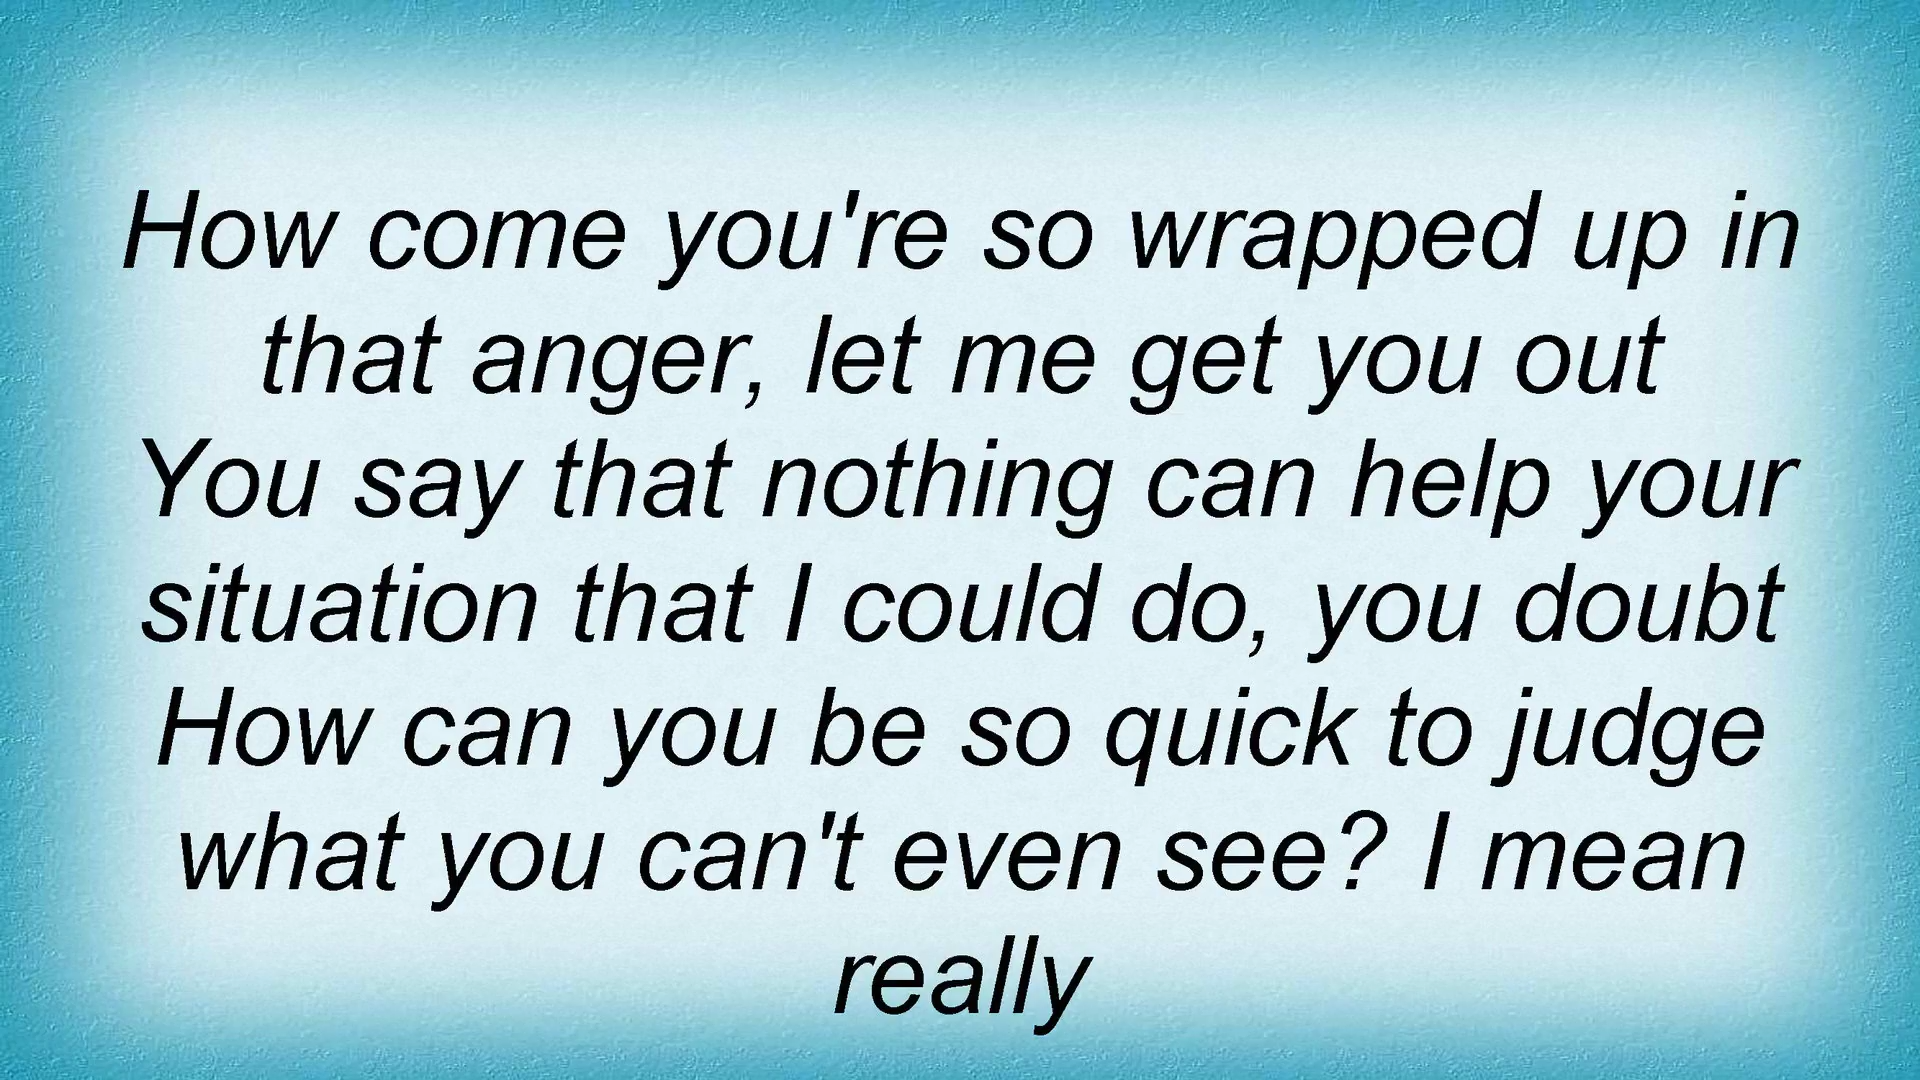 How come you're so wrapped up in
that anger, let me get you out
You say that nothing can help your
situation that I could do, you doubt
How can you be so quick to judge
what you can't even see? I mean
really